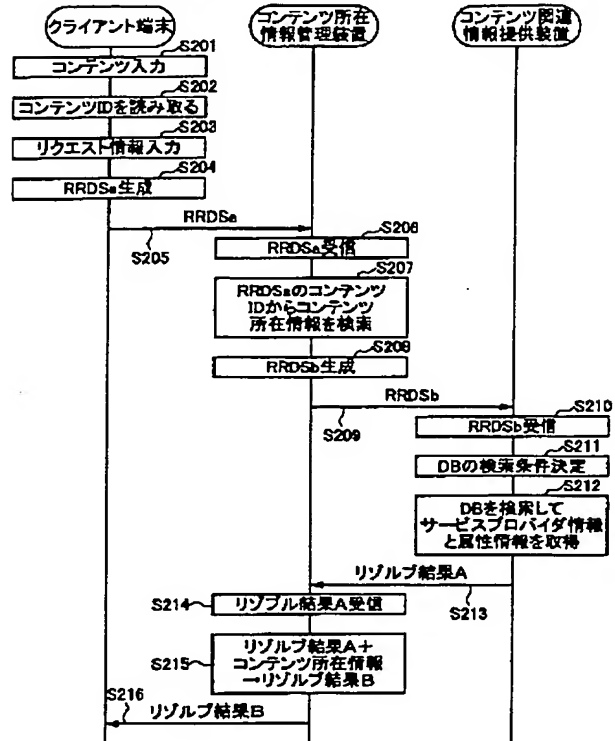 クライアント端末
コンテンツ所在
情報管理装置
コンテンツ関連
情報提供装置
S201
コンテンツ入力
S202
コンテンツIDを読み取る
S203
リクエスト情報入力
S204
RRDSa生成
RRDSa
S205
S206
RRDSa受信
S207
RRDSaのコンテンツ
IDからコンテンツ
所在情報を検索
S208
RRDSb生成
RRDSb
S209
S210
RRDSb受信
S211
DBの検索条件決定
S212
DBを検索して
サービスプロバイダ情報
と属性情報を取得
リゾルブ結果A
S213
S214
リゾブル結果A受信
S215
リゾルブ結果A+
コンテンツ所在情報
→リゾルブ結果B
S216
リゾルブ結果B